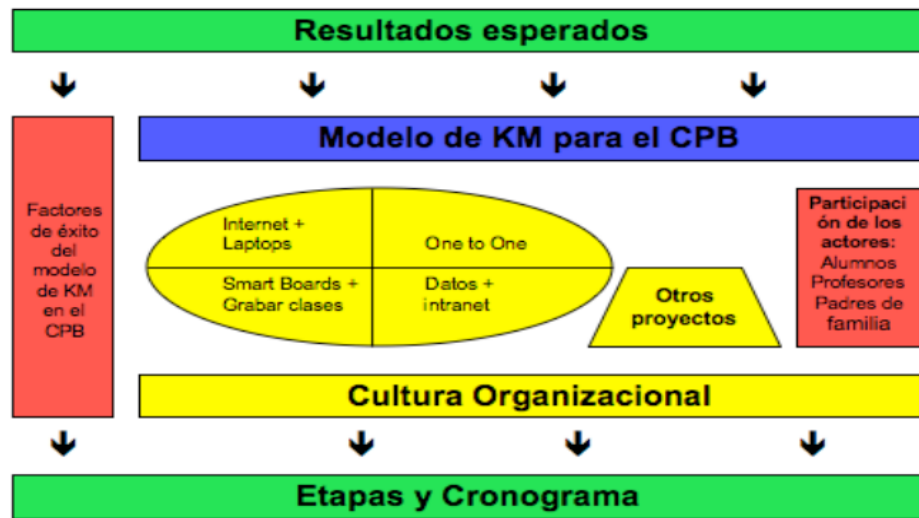 Resultados esperados
Modelo de KM para el CPB
Factores
de éxito
del
modelo
de KM
en el
CPB
Internet +
Laptops
One to One
Smart Boards +
Grabar clases
Datos +
intranet
Otros
proyectos
Participaci
ón de los
actores:
Alumnos
Profesores
Padres de
familia
Cultura Organizacional
Etapas y Cronograma